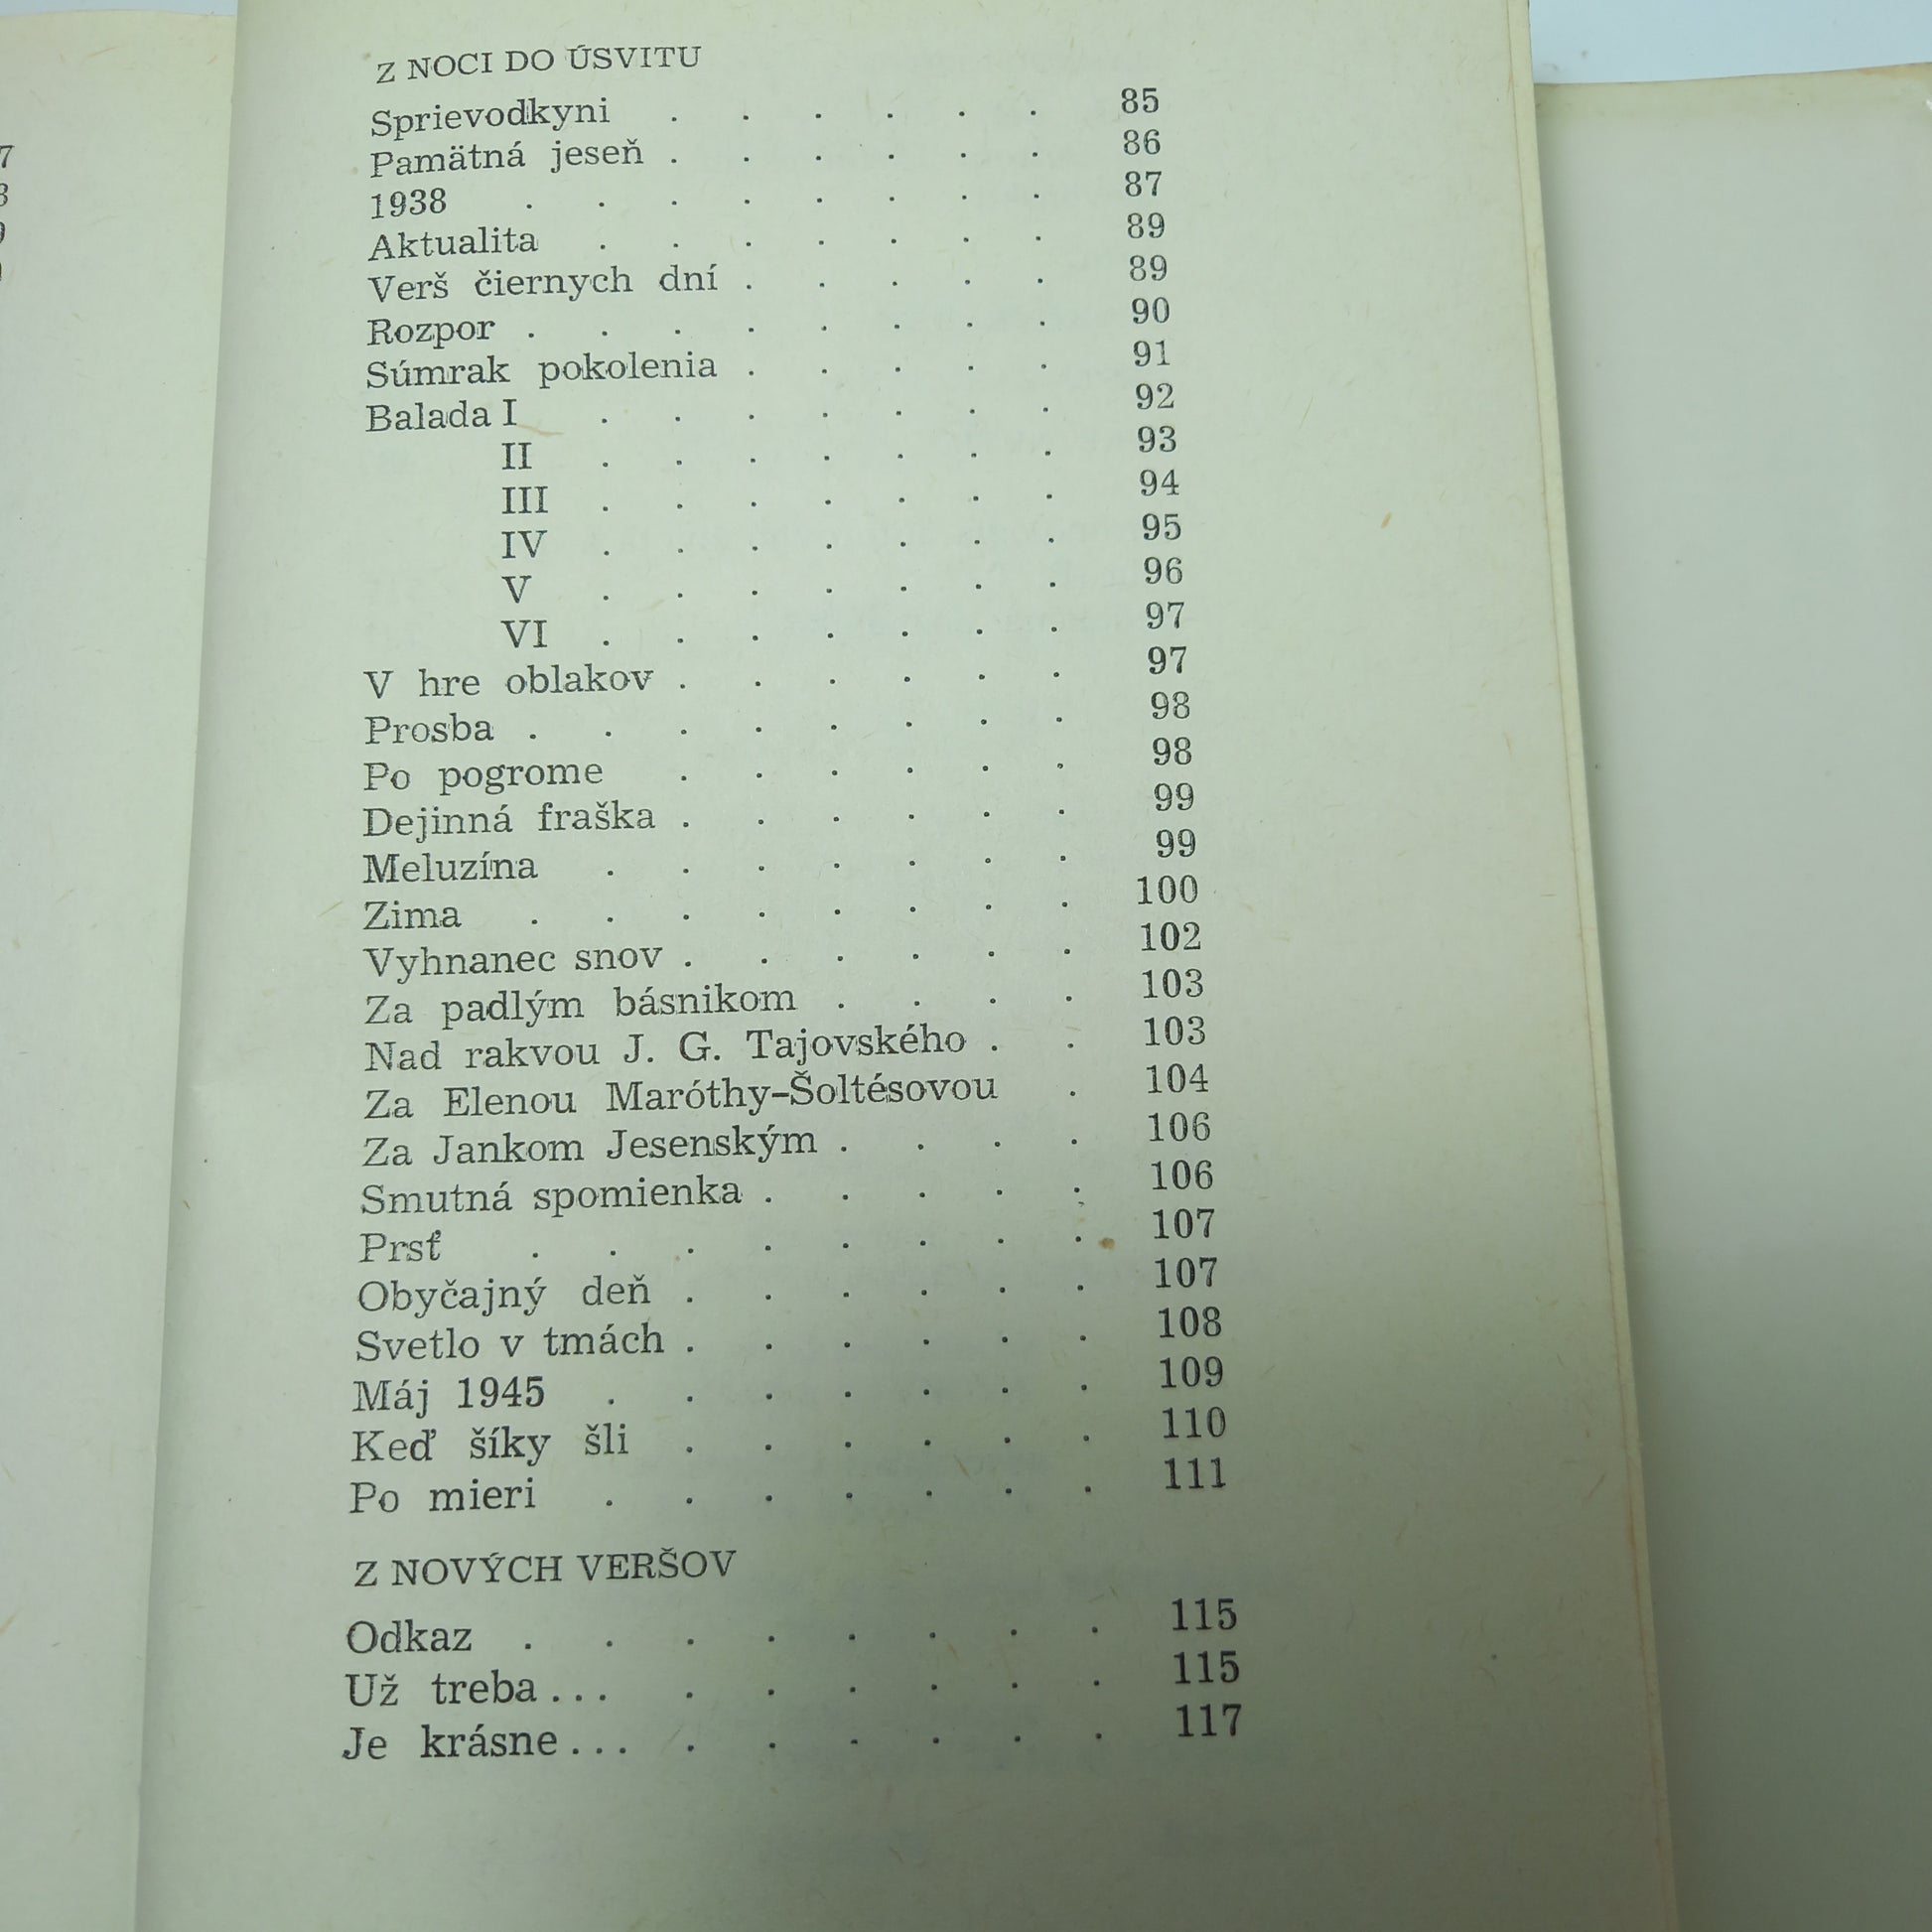 Z NOCI DO ÚSVITU
Sprievodkyni . . . . . . 85
Pamätná jeseň . . . . . . 86
1938 . . . . . . . . 87
Aktualita . . . . . . . 89
Verš čiernych dní . . . . . 89
Rozpor . . . . . . . . 90
Súmrak pokolenia . . . . . 91
Balada I . . . . . . . 92
II . . . . . . . 93
III . . . . . . . 94
IV . . . . . . . 95
V . . . . . . . 96
VI . . . . . . . 97
V hre oblakov . . . . . . 97
Prosba . . . . . . . . 98
Po pogrome . . . . . . 98
Dejinná fraška . . . . . . 99
Meluzína . . . . . . . 99
Zima . . . . . . . . 100
Vyhnanec snov . . . . . . 102
Za padlým básnikom . . . . 103
Nad rakvou J. G. Tajovského . . 103
Za Elenou Maróthy-Šoltésovou . 104
Za Jankom Jesenským . . . . 106
Smutná spomienka . . . . . 106
Prsť . . . . . . . . 107
Obyčajný deň . . . . . . 107
Svetlo v tmách . . . . . . 108
Máj 1945 . . . . . . . 109
Keď šíky šli . . . . . . 110
Po mieri . . . . . . . 111
Z NOVÝCH VERŠOV
Odkaz . . . . . . . . 115
Už treba... . . . . . . 115
Je krásne... . . . . . . 117